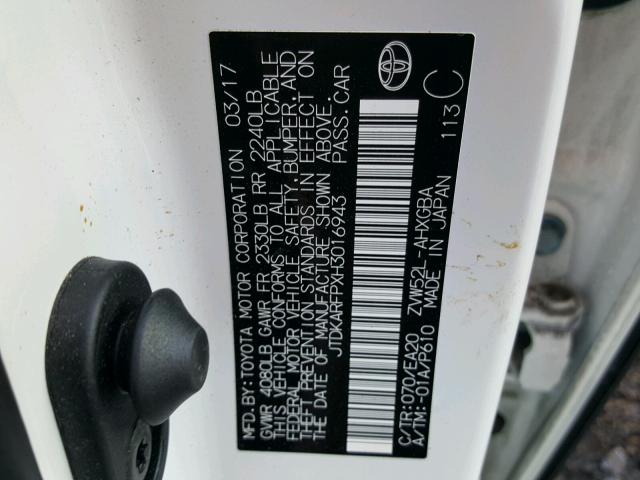 MFD. BY: TOYOTA MOTOR CORPORATION 03/17
GVWR 4080LB GAWR FR 2330LB RR 2240LB
THIS VEHICLE CONFORMS TO ALL APPLICABLE
FEDERAL MOTOR VEHICLE SAFETY, BUMPER, AND
THEFT PREVENTION STANDARDS IN EFFECT ON
THE DATE OF MANUFACTURE SHOWN ABOVE.
JTDKARFPXH3016943 PASS. CAR
C/TR: 070/EA20 ZVW52L-AHXGBA
A/TM: -01A/P610 MADE IN JAPAN 113 C